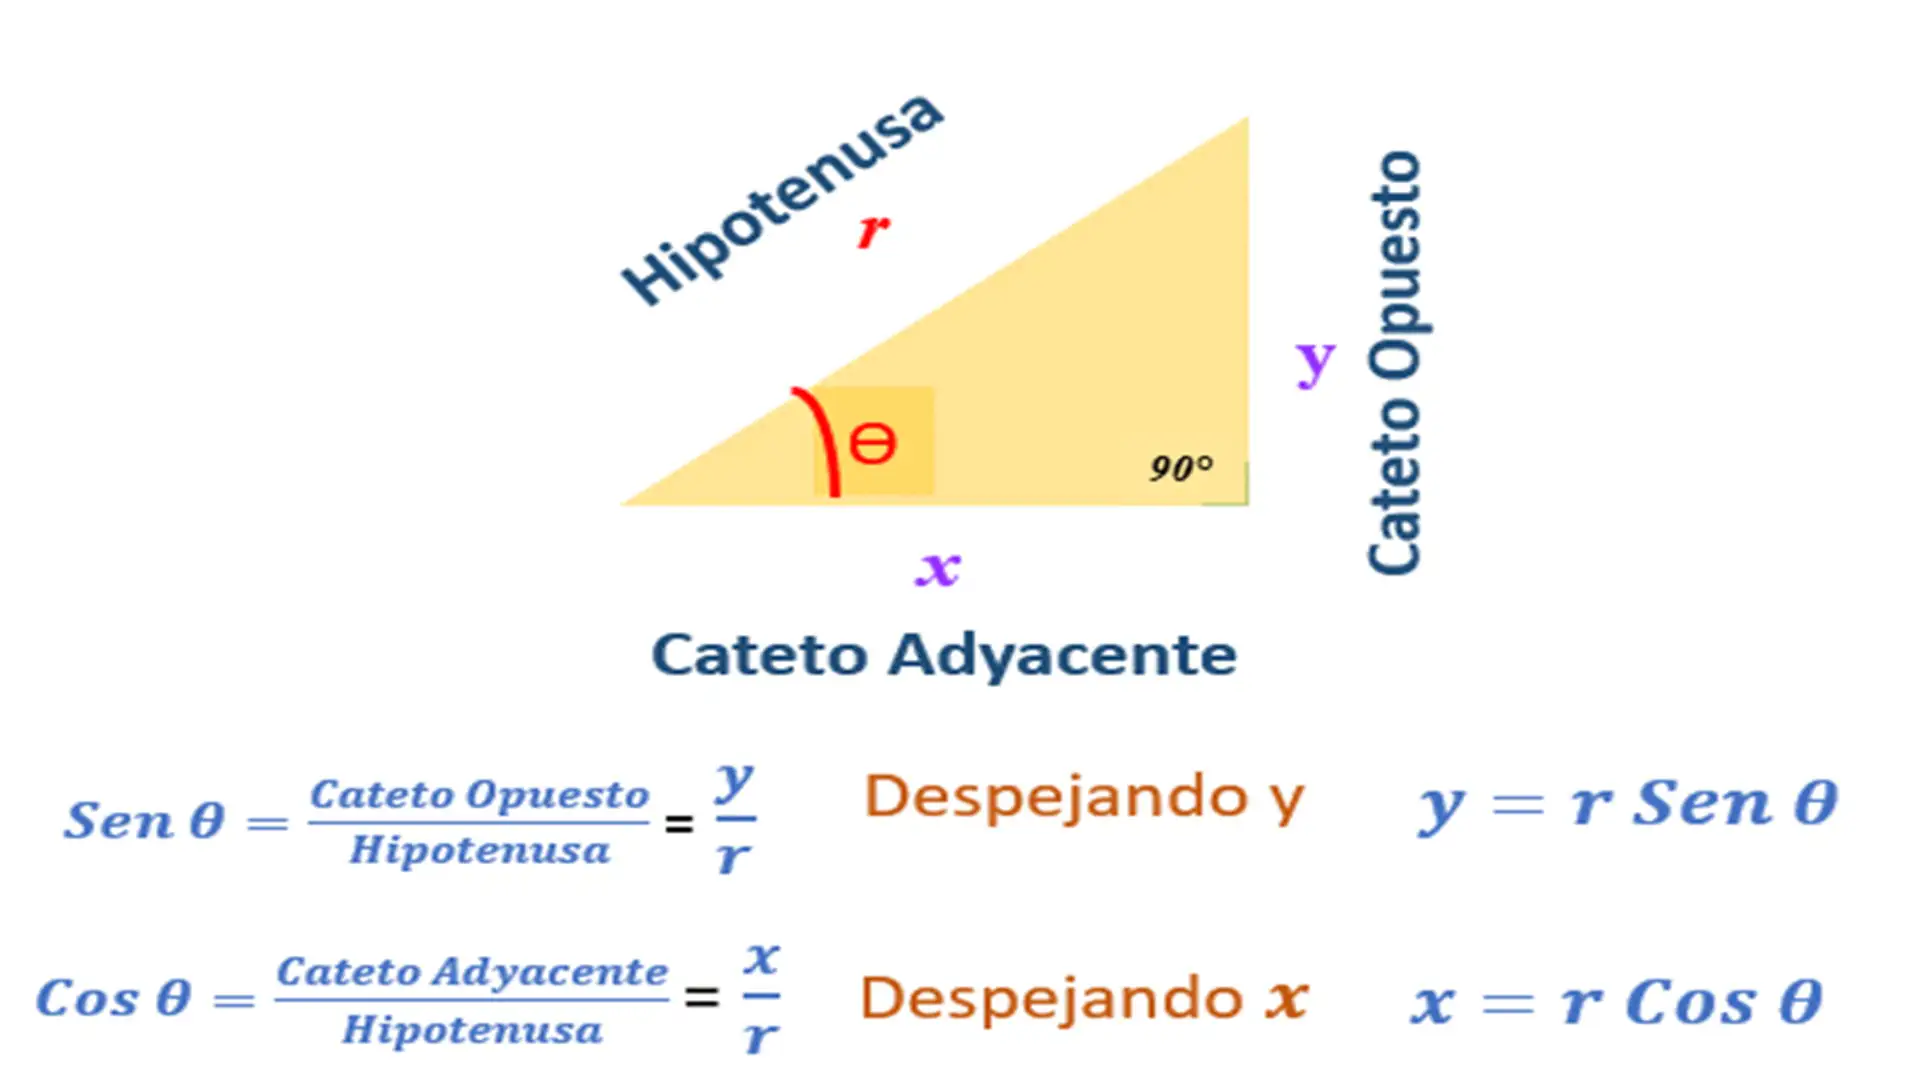 Hipotenusa
r
Cateto Opuesto
y
Ɵ
90°
x
Cateto Adyacente
Sen θ = Cateto Opuesto / Hipotenusa = y / r Despejando y y = r Sen θ
Cos θ = Cateto Adyacente / Hipotenusa = x / r Despejando x x = r Cos θ